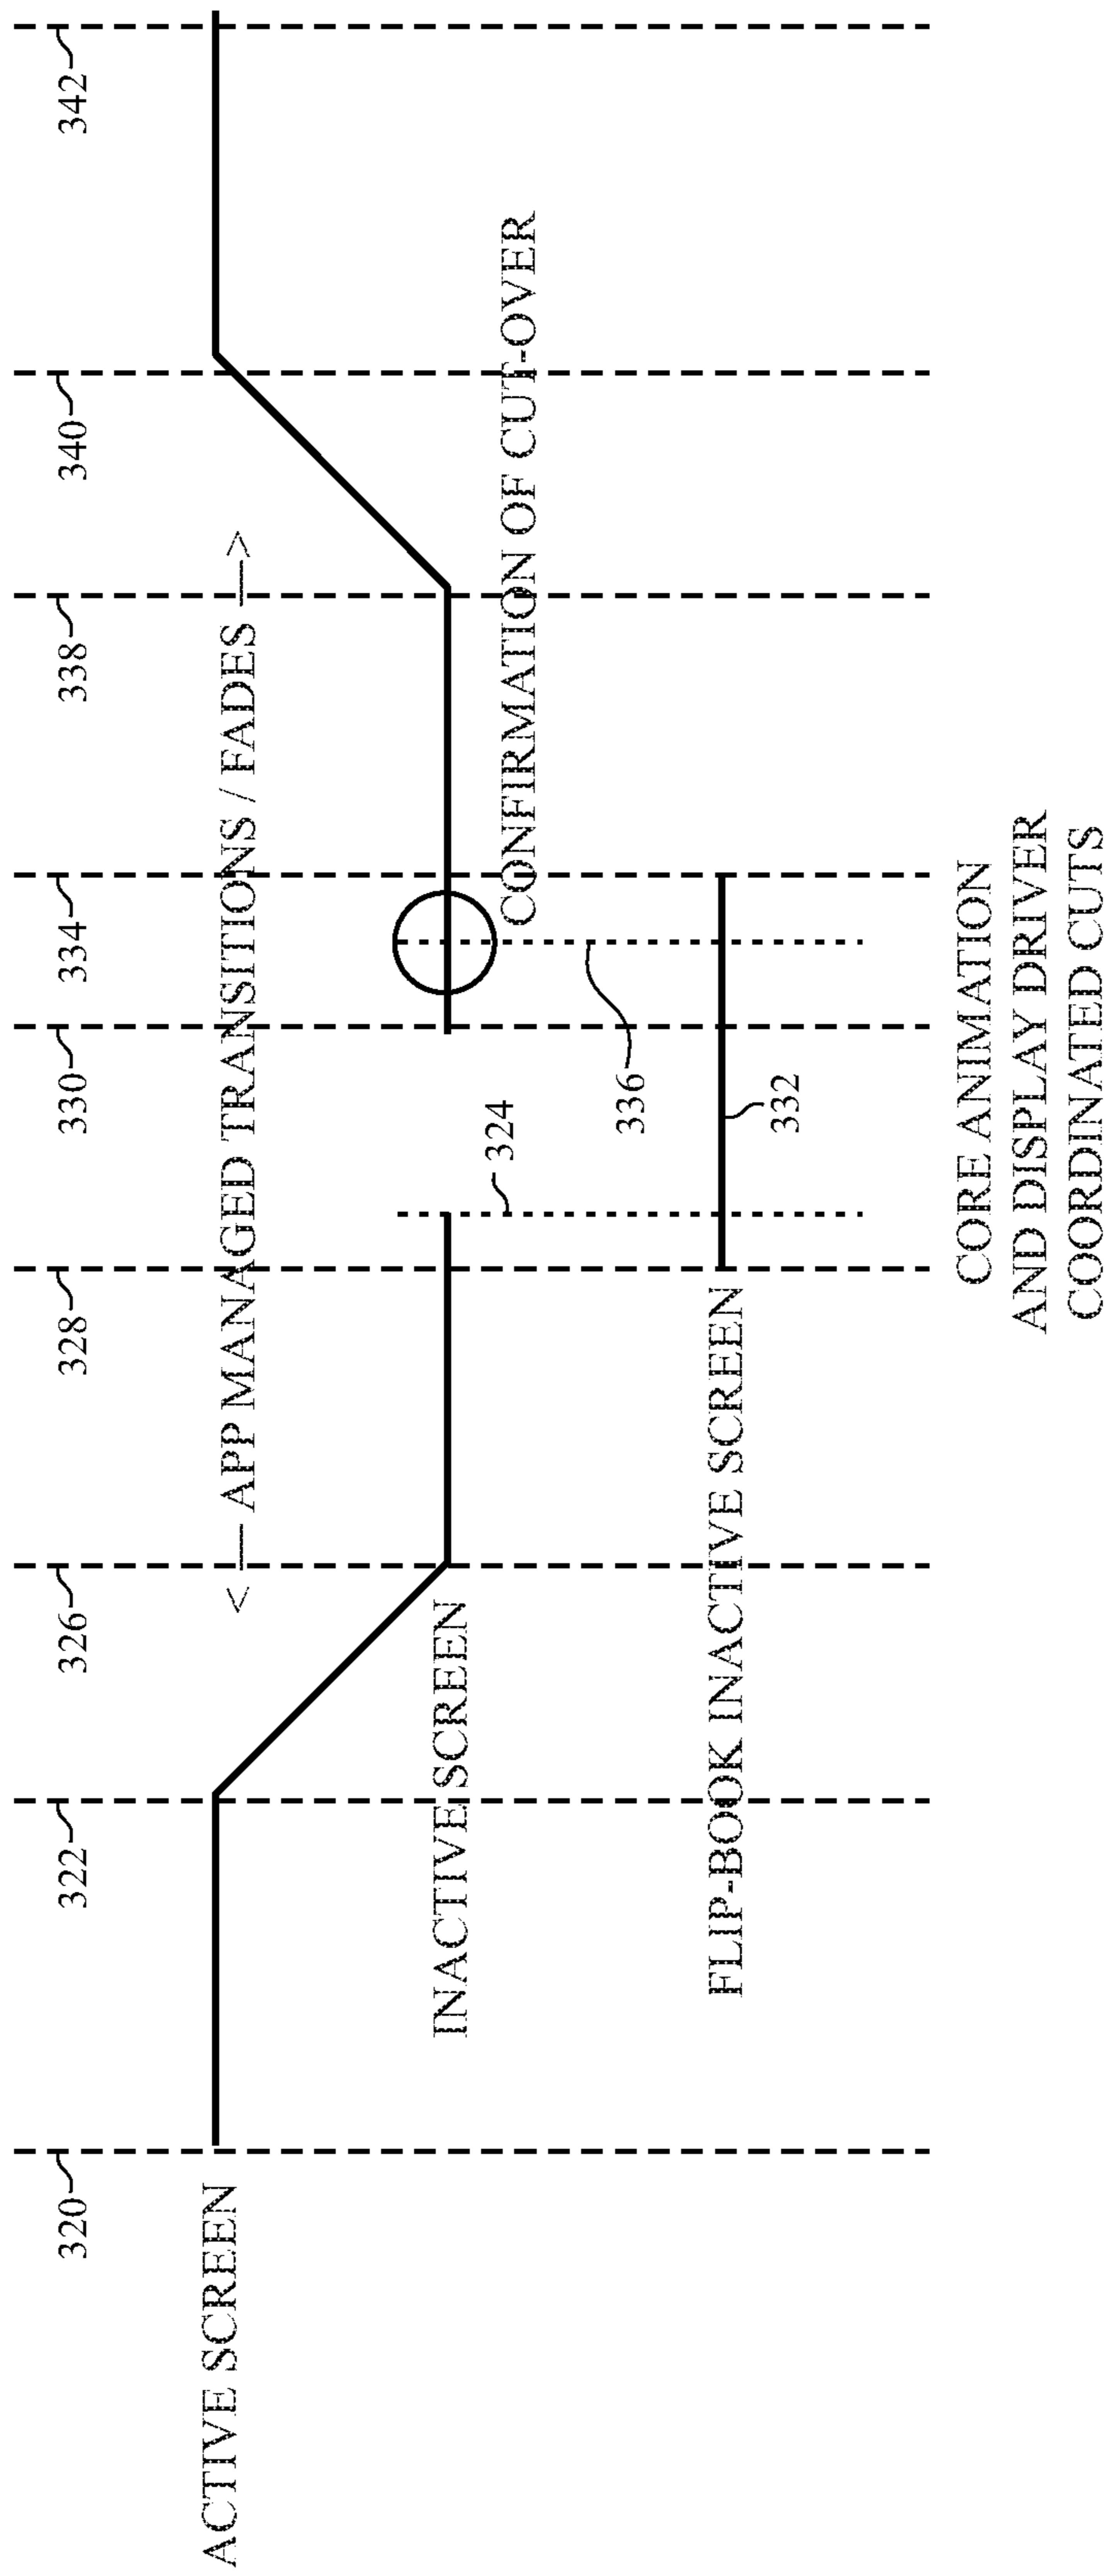 320
322
326
328
330
334
338
340
342
ACTIVE SCREEN
<— APP MANAGED TRANSITIONS / FADES —>
INACTIVE SCREEN
324
CONFIRMATION OF CUT-OVER
336
FLIP-BOOK INACTIVE SCREEN
332
CORE ANIMATION
AND DISPLAY DRIVER
COORDINATED CUTS